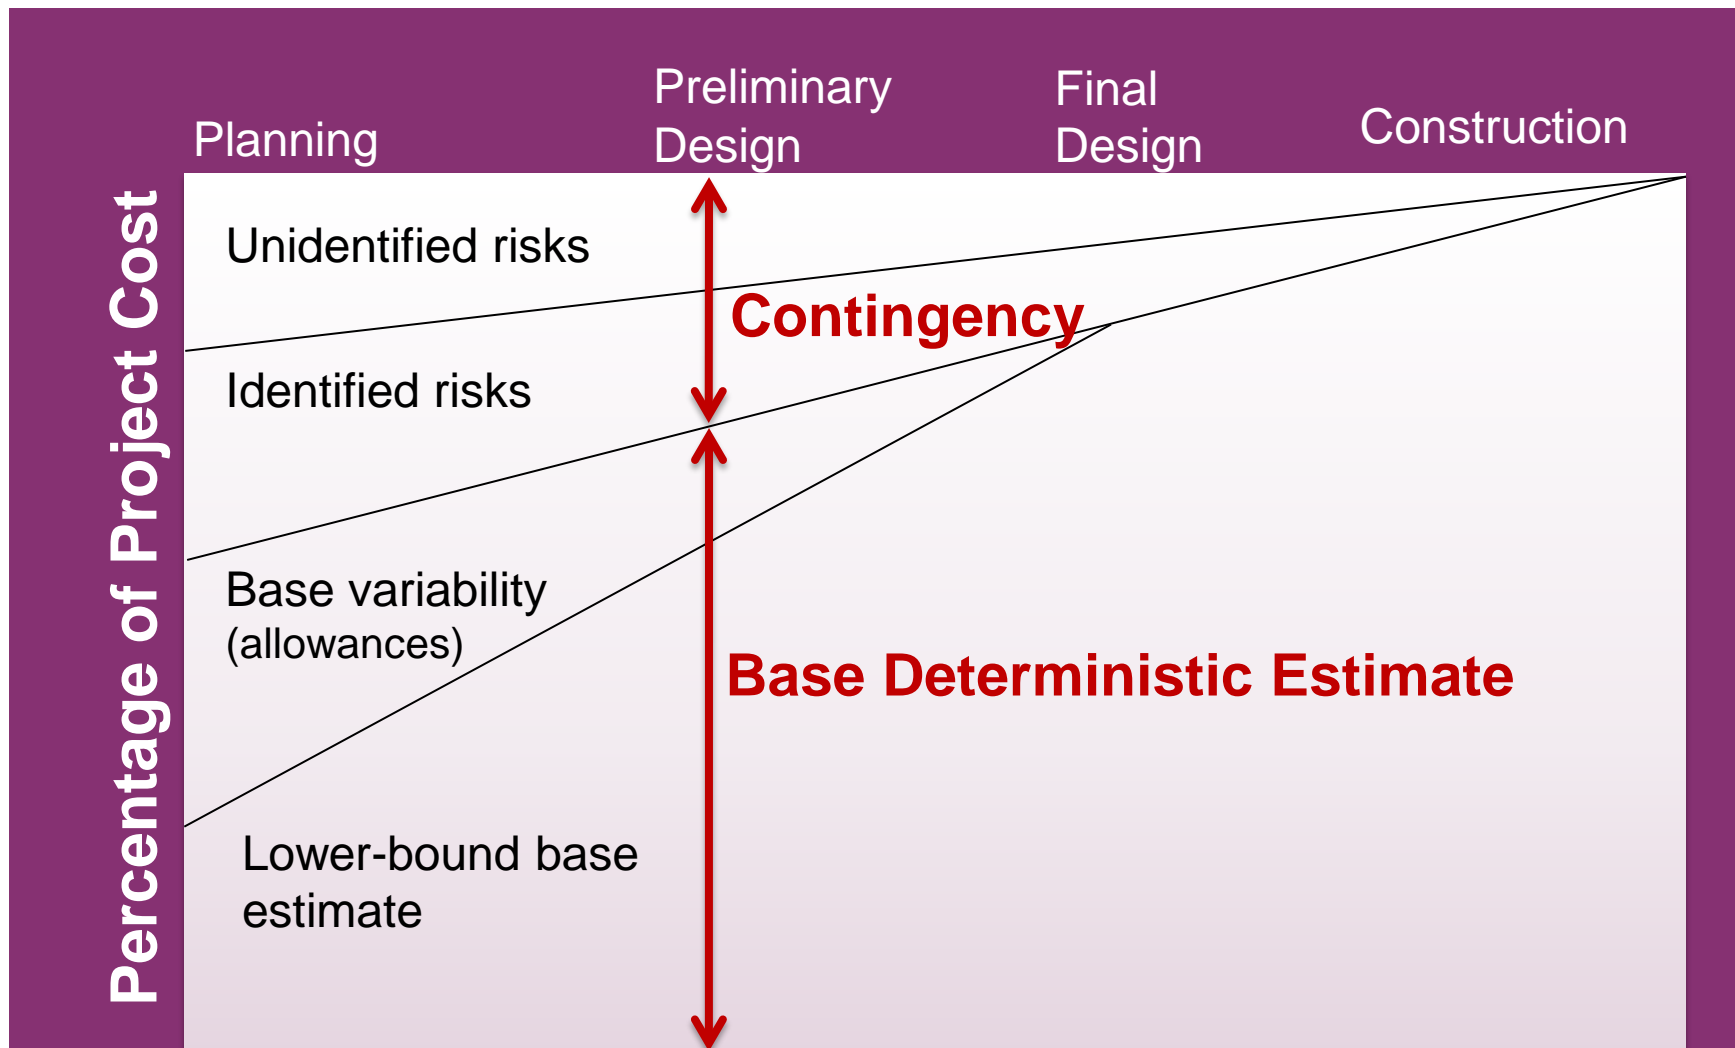 Planning
Preliminary
Design
Final
Design
Construction
Percentage of Project Cost
Unidentified risks
Contingency
Identified risks
Base variability
(allowances)
Base Deterministic Estimate
Lower-bound base
estimate